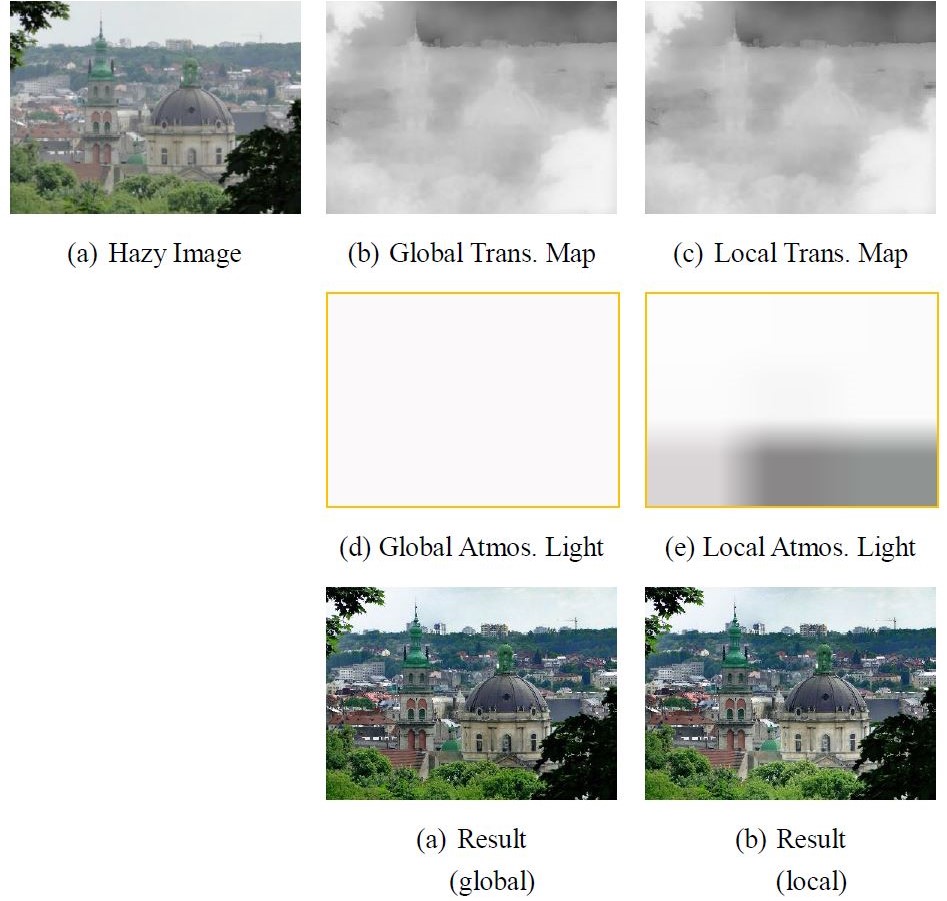 (a) Hazy Image
(b) Global Trans. Map
(c) Local Trans. Map
(d) Global Atmos. Light
(e) Local Atmos. Light
(a) Result
(global)
(b) Result
(local)